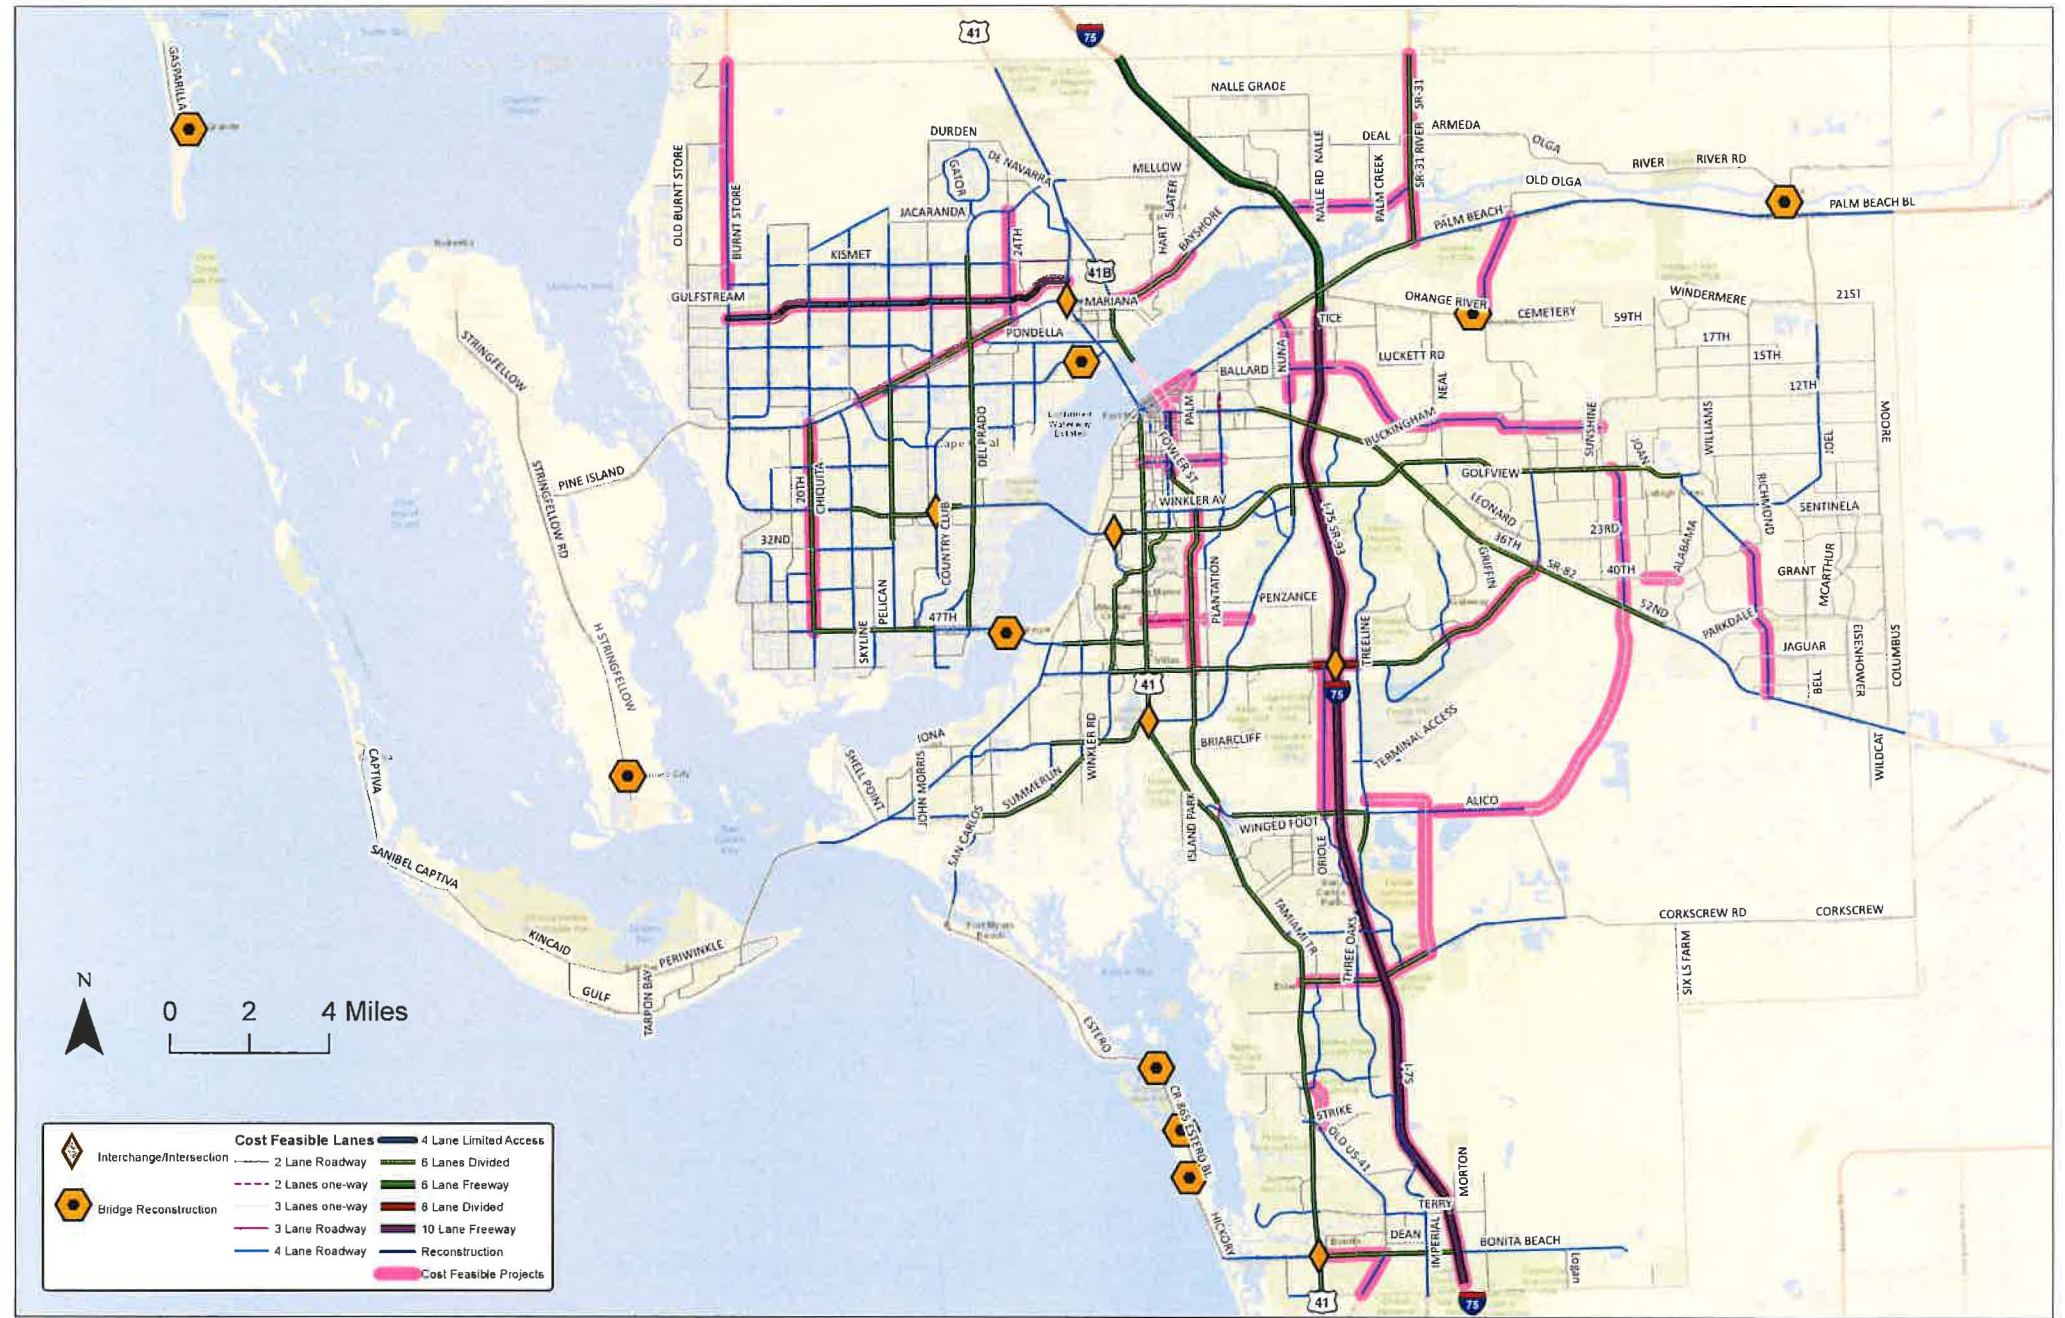 41
75
GASPARILLA
NALLE GRADE
SR-31
DURDEN
DEAL
ARMEDA
OLGA
OLD BURNT STORE
GATOR
DE NAVARRA
MELLOW
NALLE RD NALLE
PALM CREEK
SR-31 RIVER
RIVER
RIVER RD
OLD OLGA
BURNT STORE
JACARANDA
SLATER
HART
BAYSHORE
PALM BEACH
PALM BEACH BL
24TH
KISMET
41B
GULFSTREAM
MARIANA
ORANGE RIVER
WINDERMERE
21ST
CEMETERY
59TH
TICE
PONDELLA
17TH
STRINGFELLOW
NUNA
LUCKETT RD
15TH
BALLARD
NEAL
12TH
PALM
Lochmoor
Waterway
Estates
DEL PRADO
BUCKINGHAM
SUNSHINE
WILLIAMS
MOORE
JOEL
JOAN
FOWLER ST
PINE ISLAND
STRINGFELLOW RD
20TH
CHIQUITA
GOLFVIEW
WINKLER AV
LEONARD
RICHMOND
SENTINELA
COUNTRY CLUB
I-75 SR-93
23RD
32ND
36TH
ALABAMA
GRIFFIN
SR-82
40TH
GRANT
MCARTHUR
PELICAN
PLANTATION
PENZANCE
52ND
47TH
PARKDALE
SKYLINE
TREELINE
JAGUAR
EISENHOWER
COLUMBUS
H STRINGFELLOW
Villas
BELL
41
75
WINKLER RD
TERMINAL ACCESS
IONA
BRIARCLIFF
WILDCAT
CAPTIVA
SHELL POINT
JOHN MORRIS
SUMMERLIN
ISLAND PARK
ALICO
SAN CARLOS
WINGED FOOT
ORIOLE
SANIBEL CAPTIVA
TAMIAMI TR
CORKSCREW RD
CORKSCREW
Fort Myers
Beach
THREE OAKS
SIX LS FARM
KINCAID
PERIWINKLE
GULF
TARPON BAY
N
0 2 4 Miles
ESTERO
I-75
CR-865 ESTERO BL
STRIKE
OLD US-41
MORTON
TERRY
HICKORY
DEAN
IMPERIAL
BONITA BEACH
Logan
41
75
Interchange/Intersection
Bridge Reconstruction
Cost Feasible Lanes
2 Lane Roadway
2 Lanes one-way
3 Lanes one-way
3 Lane Roadway
4 Lane Roadway
4 Lane Limited Access
6 Lanes Divided
6 Lane Freeway
8 Lane Divided
10 Lane Freeway
Reconstruction
Cost Feasible Projects